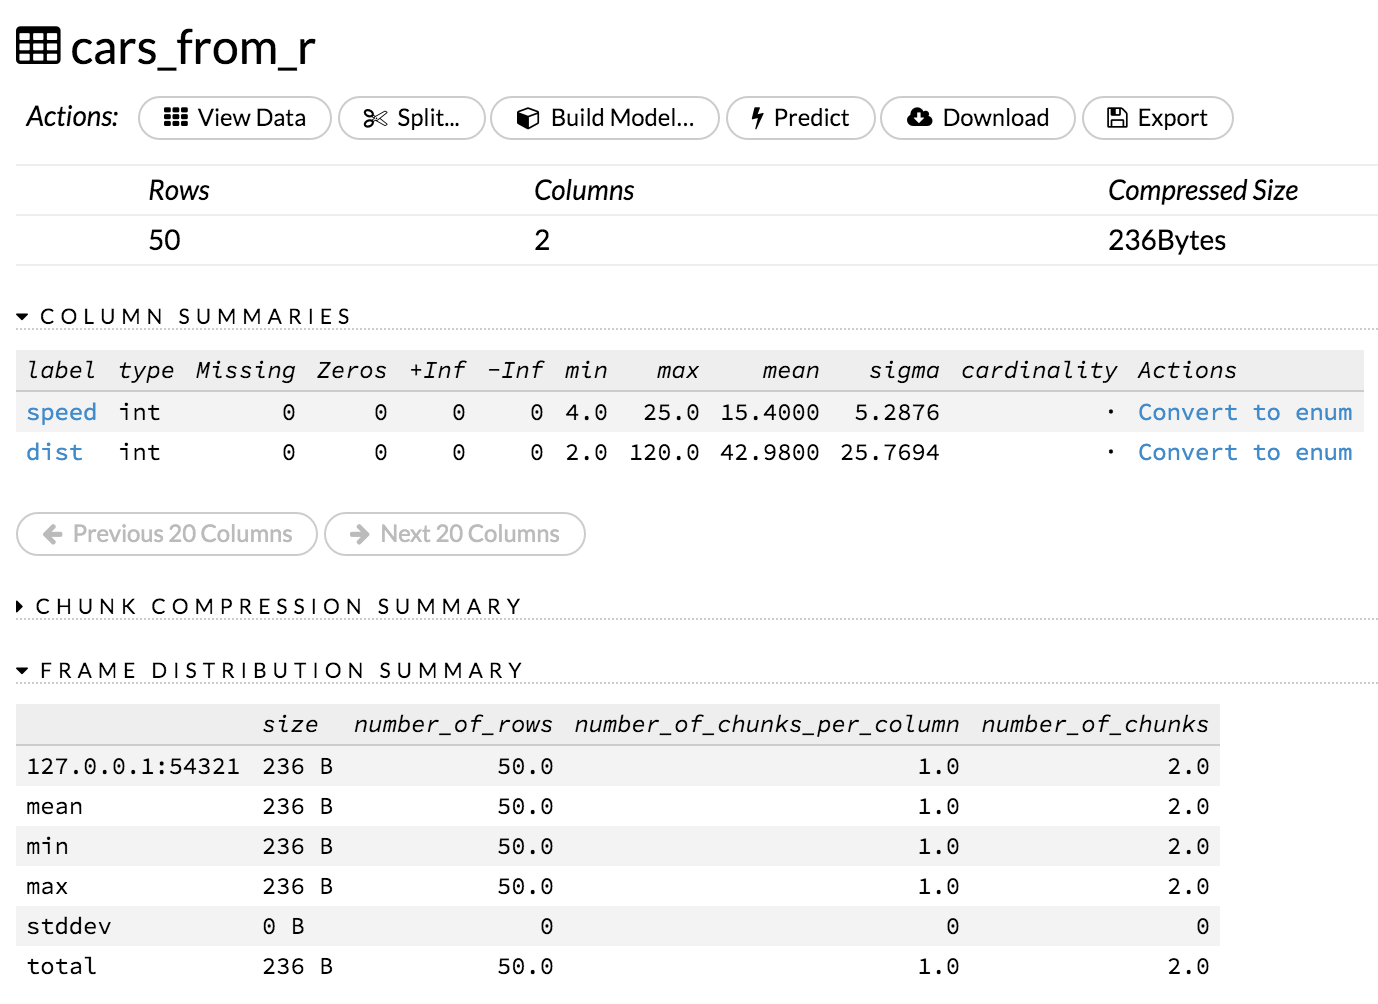 cars_from_r
Actions: View Data Split... Build Model... Predict Download Export
Rows Columns Compressed Size
50 2 236Bytes
COLUMN SUMMARIES
label type Missing Zeros +Inf -Inf min max mean sigma cardinality Actions
speed int 0 0 0 0 4.0 25.0 15.4000 5.2876 · Convert to enum
dist int 0 0 0 0 2.0 120.0 42.9800 25.7694 · Convert to enum
Previous 20 Columns Next 20 Columns
CHUNK COMPRESSION SUMMARY
FRAME DISTRIBUTION SUMMARY
size number_of_rows number_of_chunks_per_column number_of_chunks
127.0.0.1:54321 236 B 50.0 1.0 2.0
mean 236 B 50.0 1.0 2.0
min 236 B 50.0 1.0 2.0
max 236 B 50.0 1.0 2.0
stddev 0 B 0 0 0
total 236 B 50.0 1.0 2.0